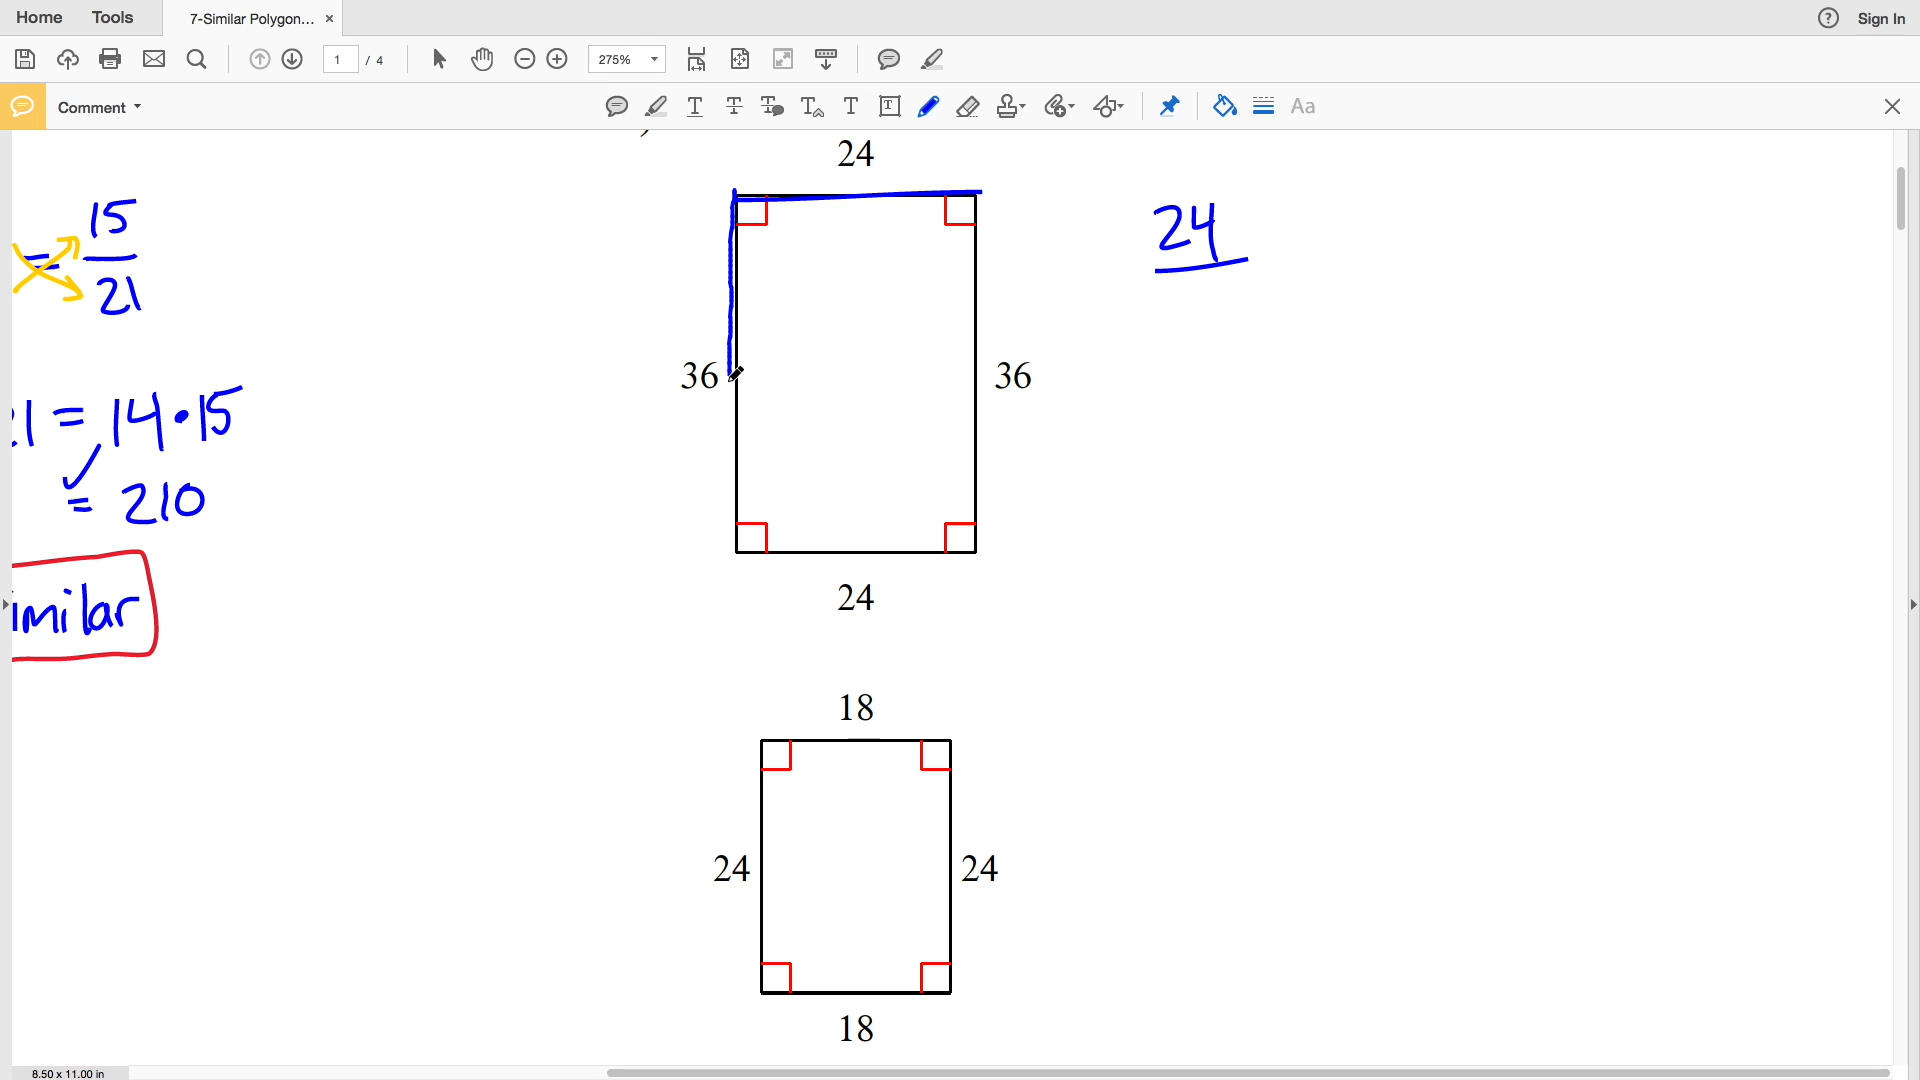 Home Tools 7-Similar Polygon... × ? Sign In
1 / 4 275%
Comment Aa
24
15
= —
21
24
36 36
21 = 14 • 15
= 210
imilar
24
18
24 24
18
8.50 x 11.00 in